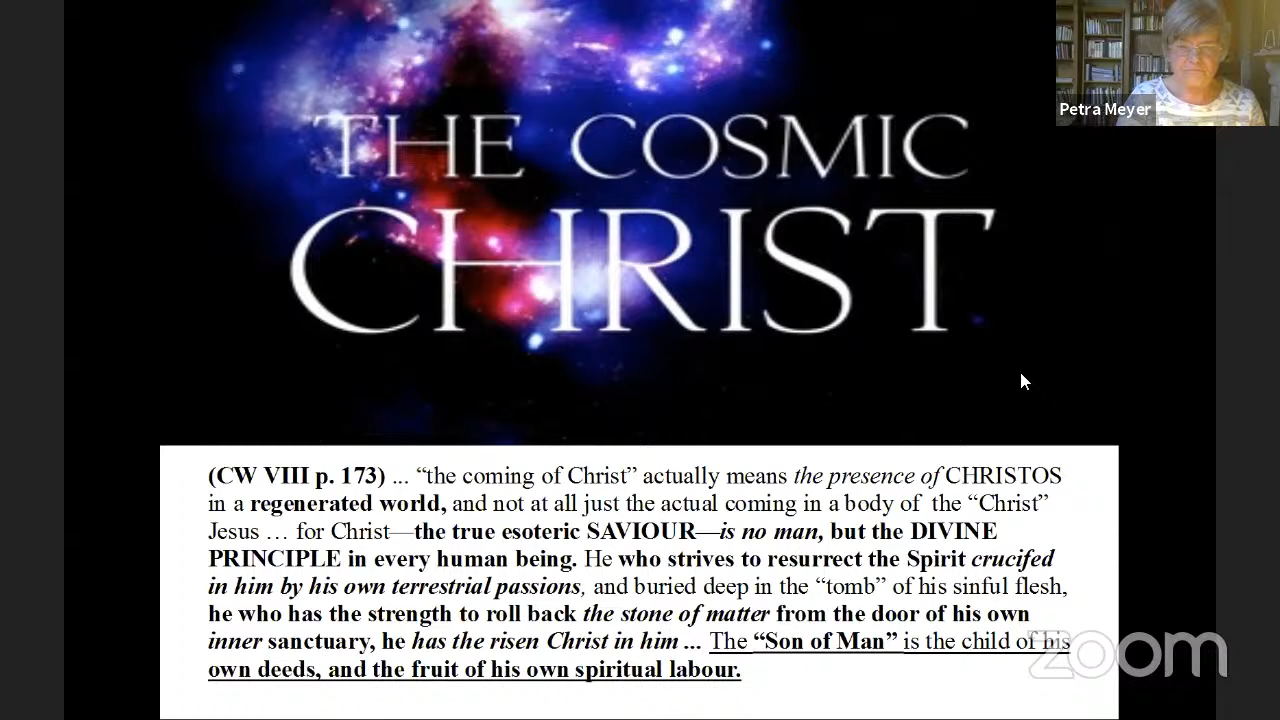 Petra Meyer
THE COSMIC
CHRIST
(CW VIII p. 173) ... “the coming of Christ” actually means the presence of CHRISTOS
in a regenerated world, and not at all just the actual coming in a body of the “Christ”
Jesus … for Christ—the true esoteric SAVIOUR—is no man, but the DIVINE
PRINCIPLE in every human being. He who strives to resurrect the Spirit crucifed
in him by his own terrestrial passions, and buried deep in the “tomb” of his sinful flesh,
he who has the strength to roll back the stone of matter from the door of his own
inner sanctuary, he has the risen Christ in him ... The “Son of Man” is the child of his
own deeds, and the fruit of his own spiritual labour.
zoom